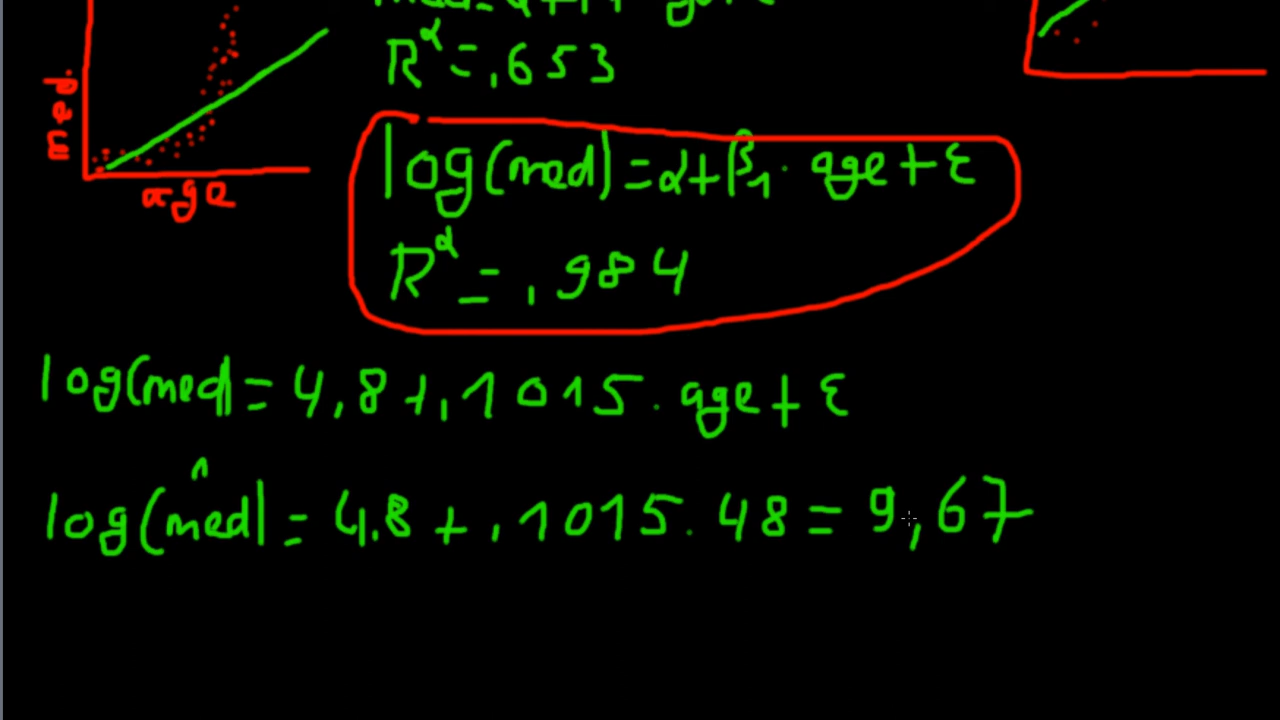 R² = ,653
med.
age
log(med) = α + β₁ · age + ε
R² = ,984
log(med) = 4,8 + ,1015 · age + ε
log(mêd) = 4.8 + ,1015 · 48 = 9,67